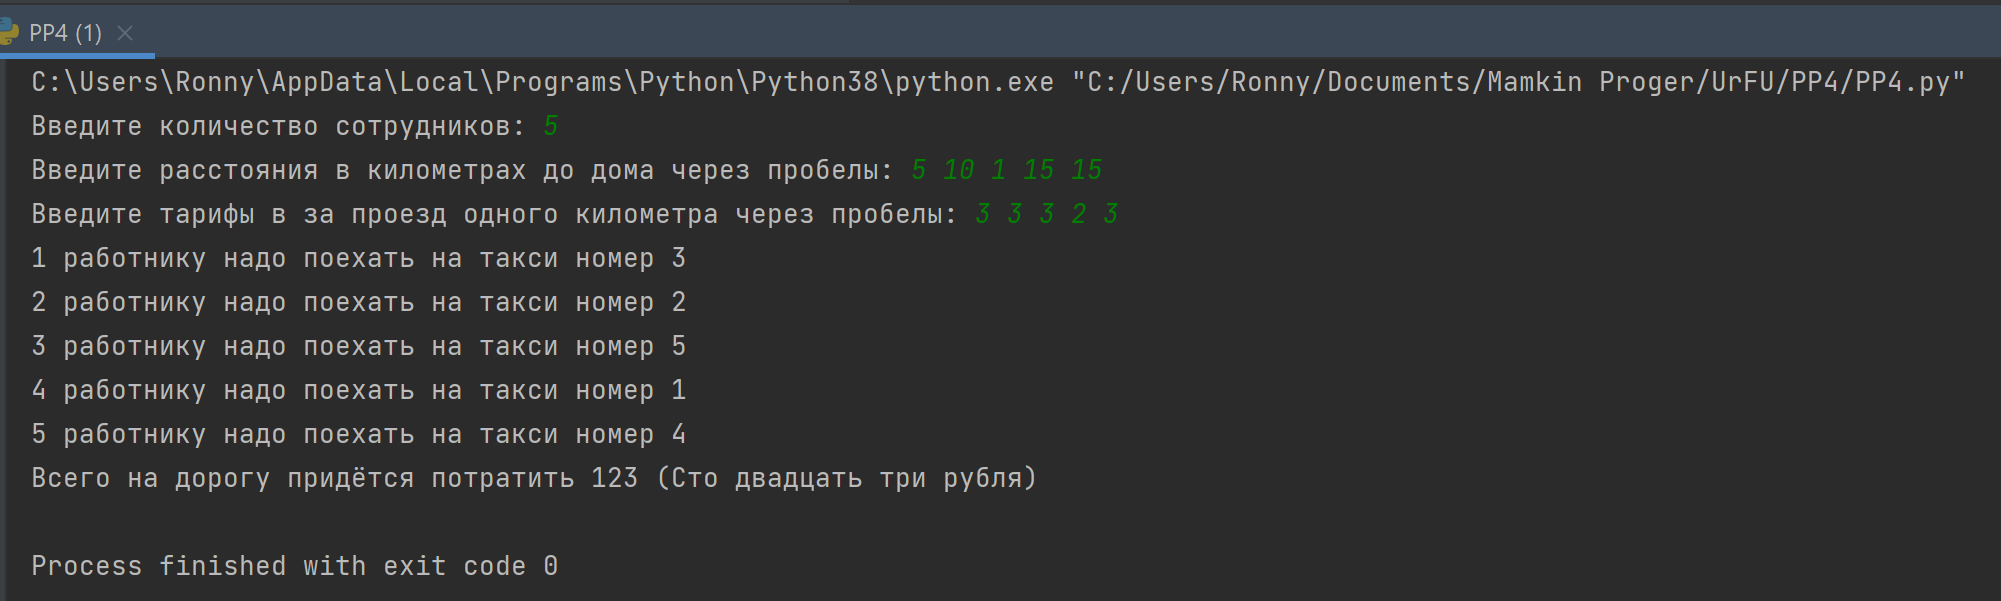 PP4 (1)
C:\Users\Ronny\AppData\Local\Programs\Python\Python38\python.exe "C:/Users/Ronny/Documents/Mamkin Proger/UrFU/PP4/PP4.py"
Введите количество сотрудников: 5
Введите расстояния в километрах до дома через пробелы: 5 10 1 15 15
Введите тарифы в за проезд одного километра через пробелы: 3 3 3 2 3
1 работнику надо поехать на такси номер 3
2 работнику надо поехать на такси номер 2
3 работнику надо поехать на такси номер 5
4 работнику надо поехать на такси номер 1
5 работнику надо поехать на такси номер 4
Всего на дорогу придётся потратить 123 (Сто двадцать три рубля)
Process finished with exit code 0